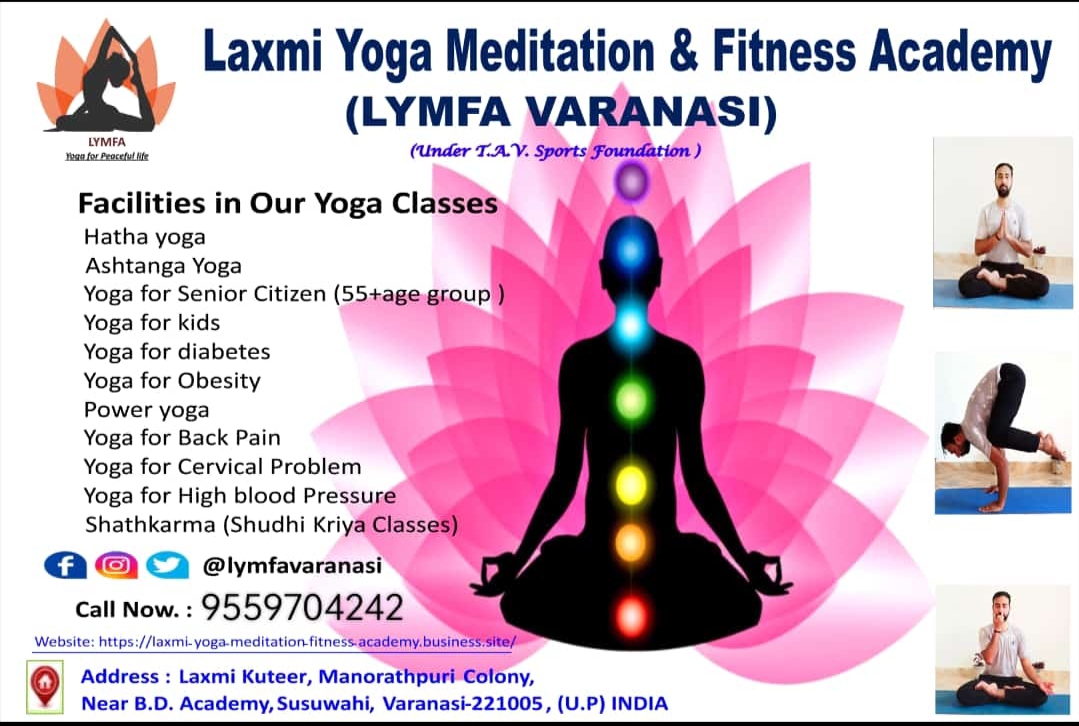 Laxmi Yoga Meditation & Fitness Academy
(LYMFA VARANASI)
(Under T.A.V. Sports Foundation )
LYMFA
Yoga for Peaceful life
Facilities in Our Yoga Classes
Hatha yoga
Ashtanga Yoga
Yoga for Senior Citizen (55+age group )
Yoga for kids
Yoga for diabetes
Yoga for Obesity
Power yoga
Yoga for Back Pain
Yoga for Cervical Problem
Yoga for High blood Pressure
Shathkarma (Shudhi Kriya Classes)
@lymfavaranasi
Call Now. : 9559704242
Website: https://laxmi-yoga-meditation-fitness-academy.business.site/
Address : Laxmi Kuteer, Manorathpuri Colony,
Near B.D. Academy, Susuwahi, Varanasi-221005, (U.P) INDIA